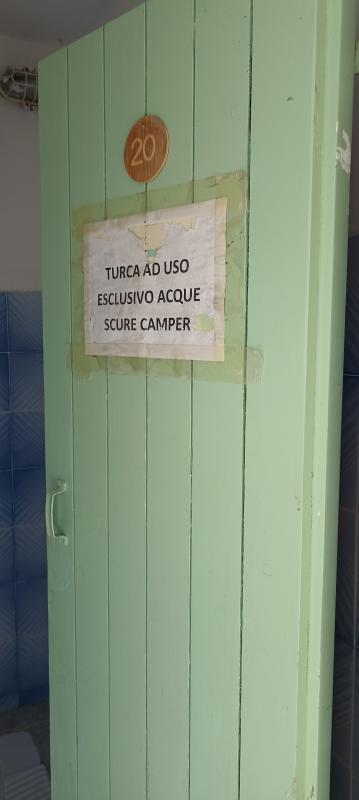 20
TURCA AD USO
ESCLUSIVO ACQUE
SCURE CAMPER